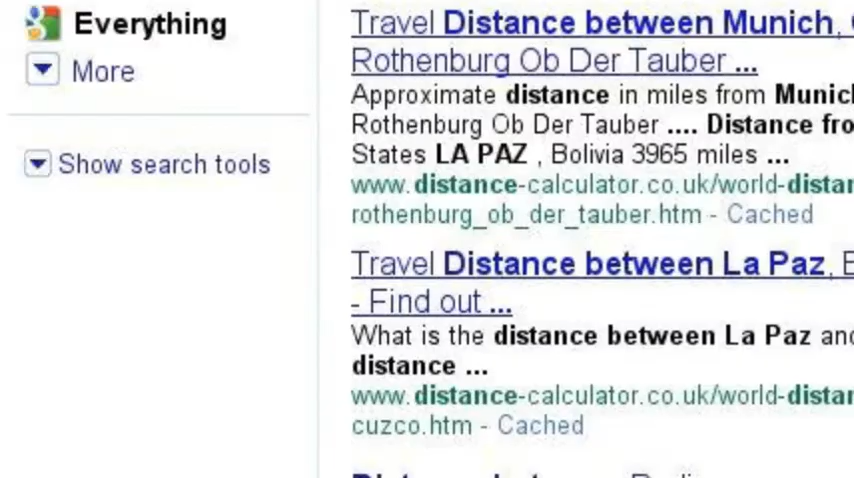 Everything
More
Show search tools
Travel Distance between Munich,
Rothenburg Ob Der Tauber ...
Approximate distance in miles from Munich
Rothenburg Ob Der Tauber .... Distance fro
States LA PAZ , Bolivia 3965 miles ...
www.distance-calculator.co.uk/world-distan
rothenburg_ob_der_tauber.htm - Cached
Travel Distance between La Paz, B
- Find out ...
What is the distance between La Paz and
distance ...
www.distance-calculator.co.uk/world-distan
cuzco.htm - Cached